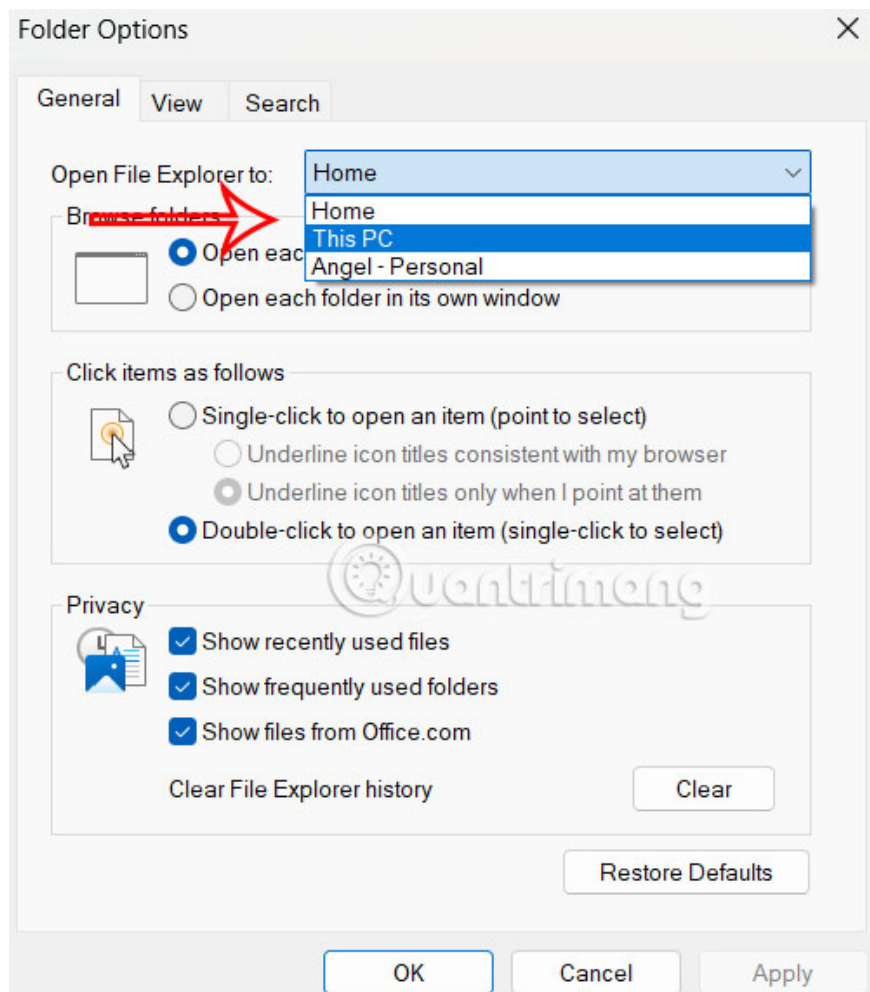 Folder Options
General View Search
Open File Explorer to: Home
Home
This PC
Angel - Personal
Browse folders
Open eac
Open each folder in its own window
Click items as follows
Single-click to open an item (point to select)
Underline icon titles consistent with my browser
Underline icon titles only when I point at them
Double-click to open an item (single-click to select)
Quantrimang
Privacy
Show recently used files
Show frequently used folders
Show files from Office.com
Clear File Explorer history Clear
Restore Defaults
OK Cancel Apply